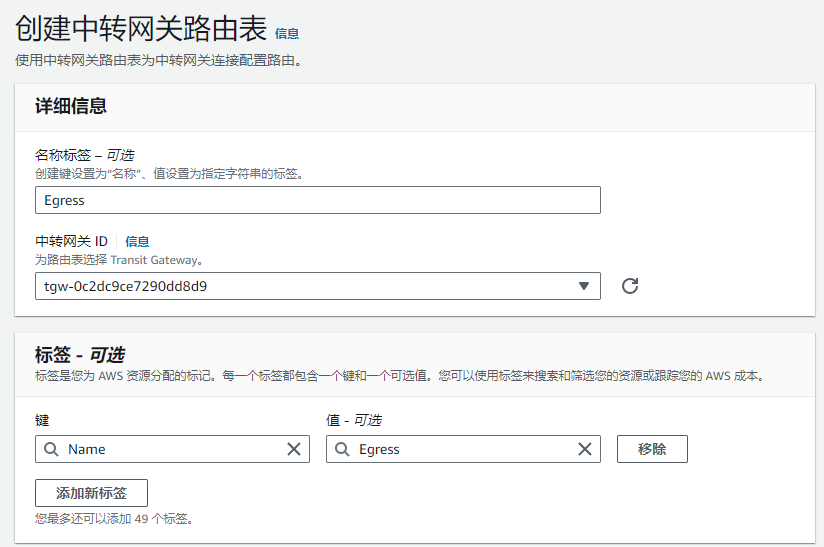 创建中转网关路由表 信息
使用中转网关路由表为中转网关连接配置路由。
详细信息
名称标签 – 可选
创建键设置为“名称”、值设置为指定字符串的标签。
Egress
中转网关 ID 信息
为路由表选择 Transit Gateway。
tgw-0c2dc9ce7290dd8d9
标签 - 可选
标签是您为 AWS 资源分配的标记。每一个标签都包含一个键和一个可选值。您可以使用标签来搜索和筛选您的资源或跟踪您的 AWS 成本。
键 值 - 可选
Name Egress 移除
添加新标签
您最多还可以添加 49 个标签。